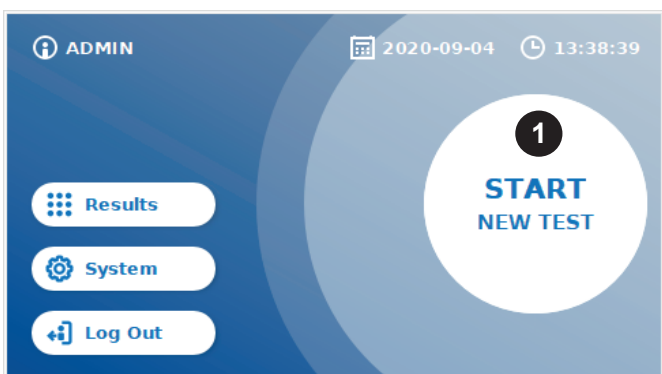 ADMIN 2020-09-04 13:38:39
1
START
NEW TEST
Results
System
Log Out